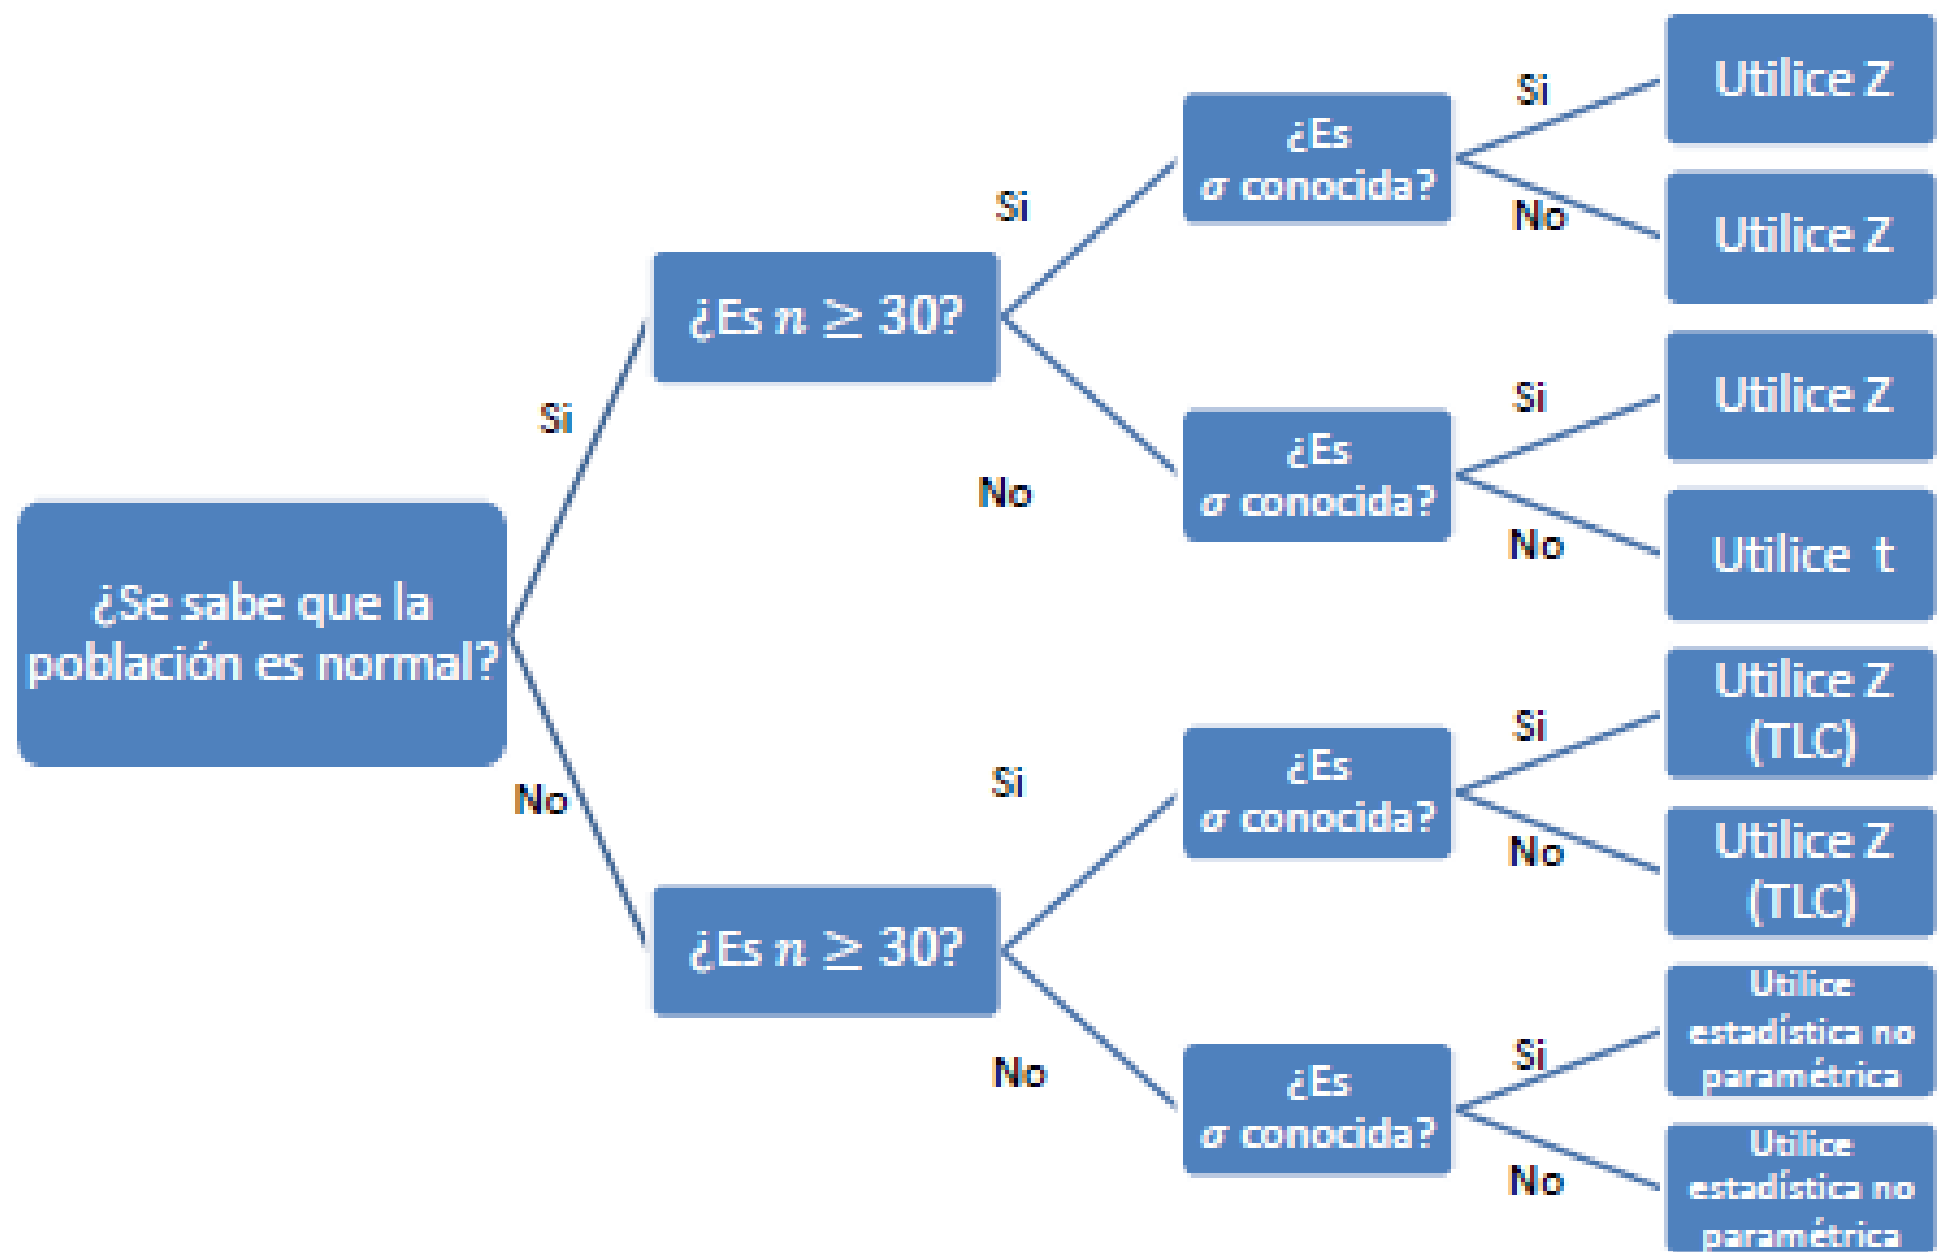 ¿Se sabe que la
población es normal?
Si
No
¿Es n ≥ 30?
Si
No
¿Es
σ conocida?
Si
No
Utilice Z
Utilice Z
¿Es
σ conocida?
Si
No
Utilice Z
Utilice t
¿Es n ≥ 30?
Si
No
¿Es
σ conocida?
Si
No
Utilice Z
(TLC)
Utilice Z
(TLC)
¿Es
σ conocida?
Si
No
Utilice
estadística no
paramétrica
Utilice
estadística no
paramétrica